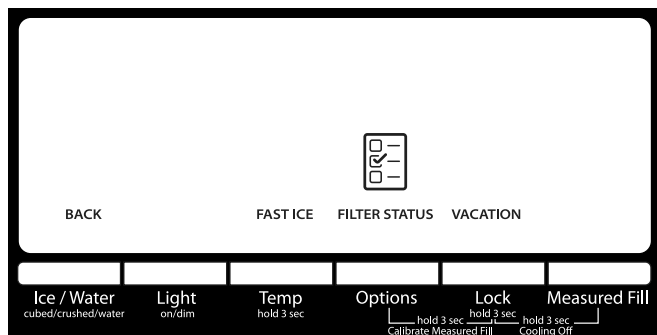 BACK FAST ICE FILTER STATUS VACATION
Ice / Water Light Temp Options Lock Measured Fill
cubed/crushed/water on/dim hold 3 sec hold 3 sec
hold 3 sec hold 3 sec
Calibrate Measured Fill Cooling Off